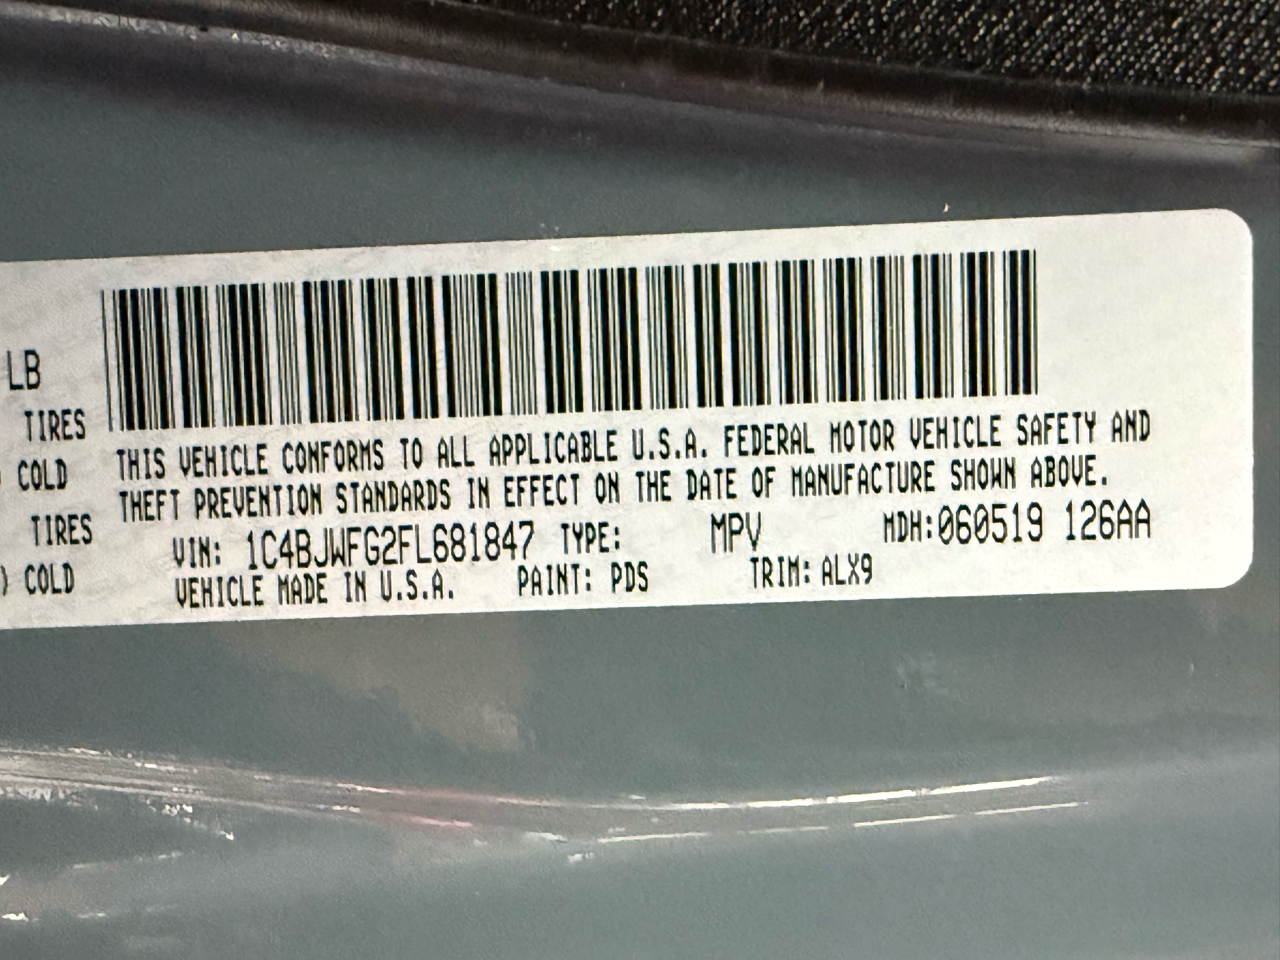 LB
TIRES
) COLD
TIRES
) COLD
THIS VEHICLE CONFORMS TO ALL APPLICABLE U.S.A. FEDERAL MOTOR VEHICLE SAFETY AND
THEFT PREVENTION STANDARDS IN EFFECT ON THE DATE OF MANUFACTURE SHOWN ABOVE.
VIN: 1C4BJWFG2FL681847 TYPE: MPV MDH:060519 126AA
VEHICLE MADE IN U.S.A. PAINT: PDS TRIM: ALX9